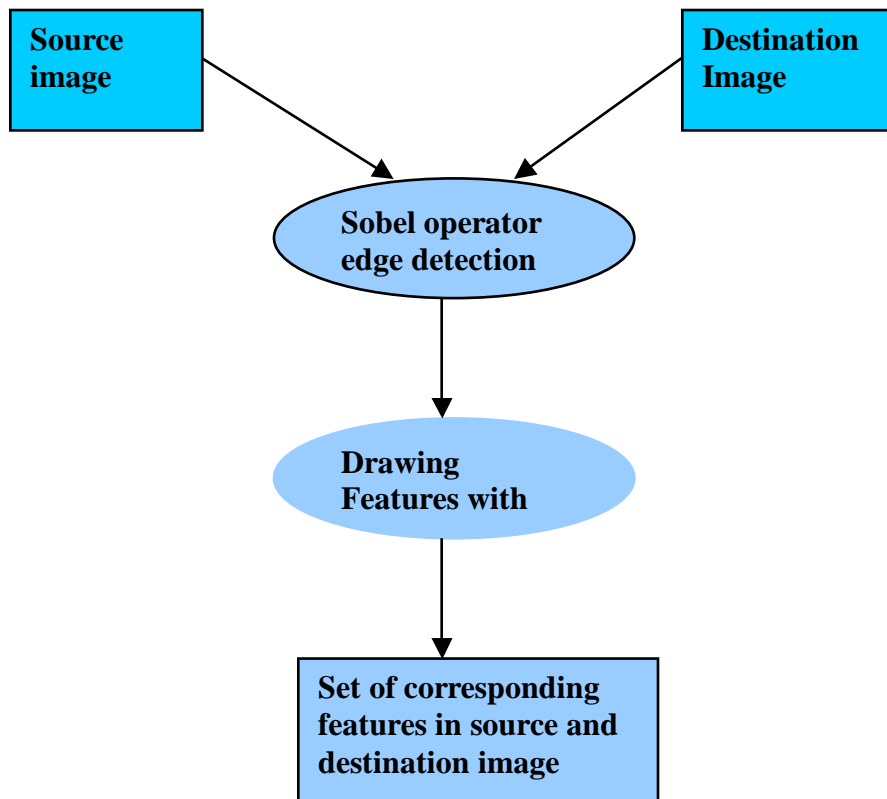 Source
image
Destination
Image
Sobel operator
edge detection
Drawing
Features with
Set of corresponding
features in source and
destination image